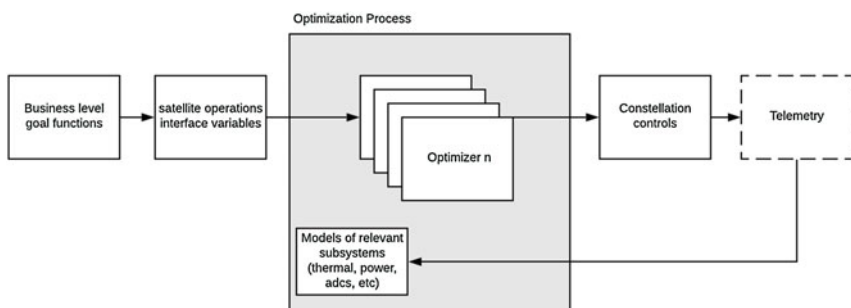 Optimization Process
Business level
goal functions
satellite operations
interface variables
Optimizer n
Constellation
controls
Telemetry
Models of relevant
subsystems
(thermal, power,
adcs, etc)